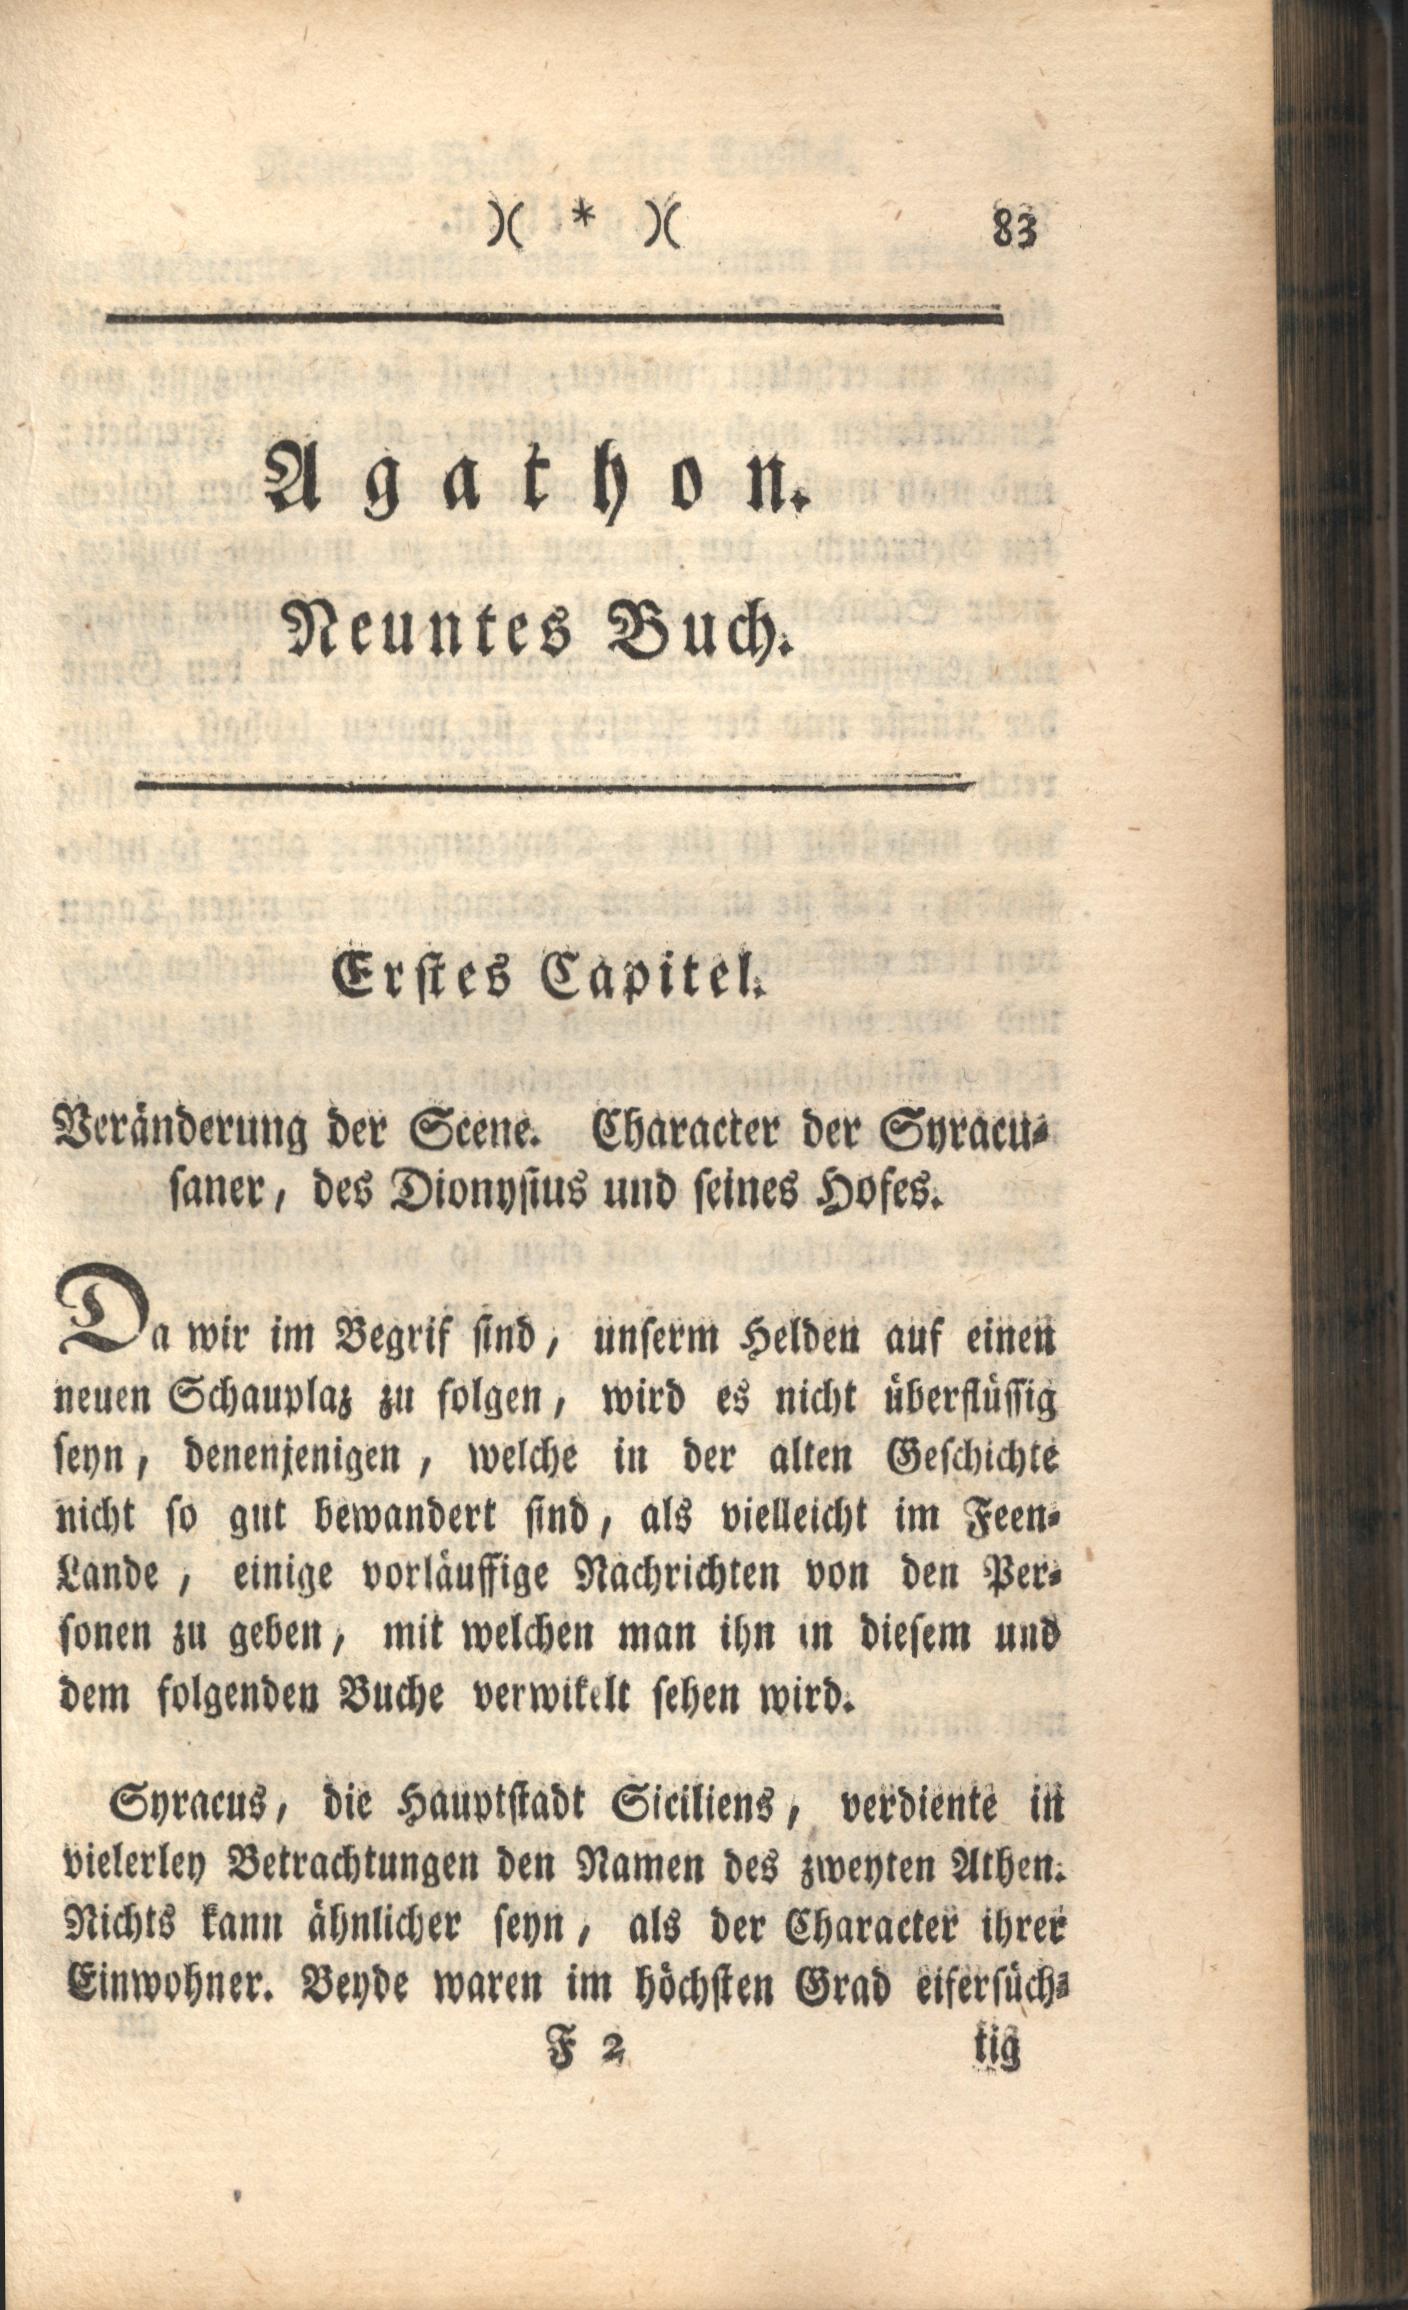 )( * )( 83
Agathon.
Neuntes Buch.
Erstes Capitel.
Veränderung der Scene. Character der Syracu-
saner, des Dionysius und seines Hofes.
Da wir im Begrif sind, unserm Helden auf einen
neuen Schauplaz zu folgen, wird es nicht überflüssig
seyn, denenjenigen, welche in der alten Geschichte
nicht so gut bewandert sind, als vielleicht im Feen-
Lande, einige vorläuffige Nachrichten von den Per-
sonen zu geben, mit welchen man ihn in diesem und
dem folgenden Buche verwikelt sehen wird.
Syracus, die Hauptstadt Siciliens, verdiente in
vielerley Betrachtungen den Namen des zweyten Athen.
Nichts kann ähnlicher seyn, als der Character ihrer
Einwohner. Beyde waren im höchsten Grad eifersüch-
F 2 tig